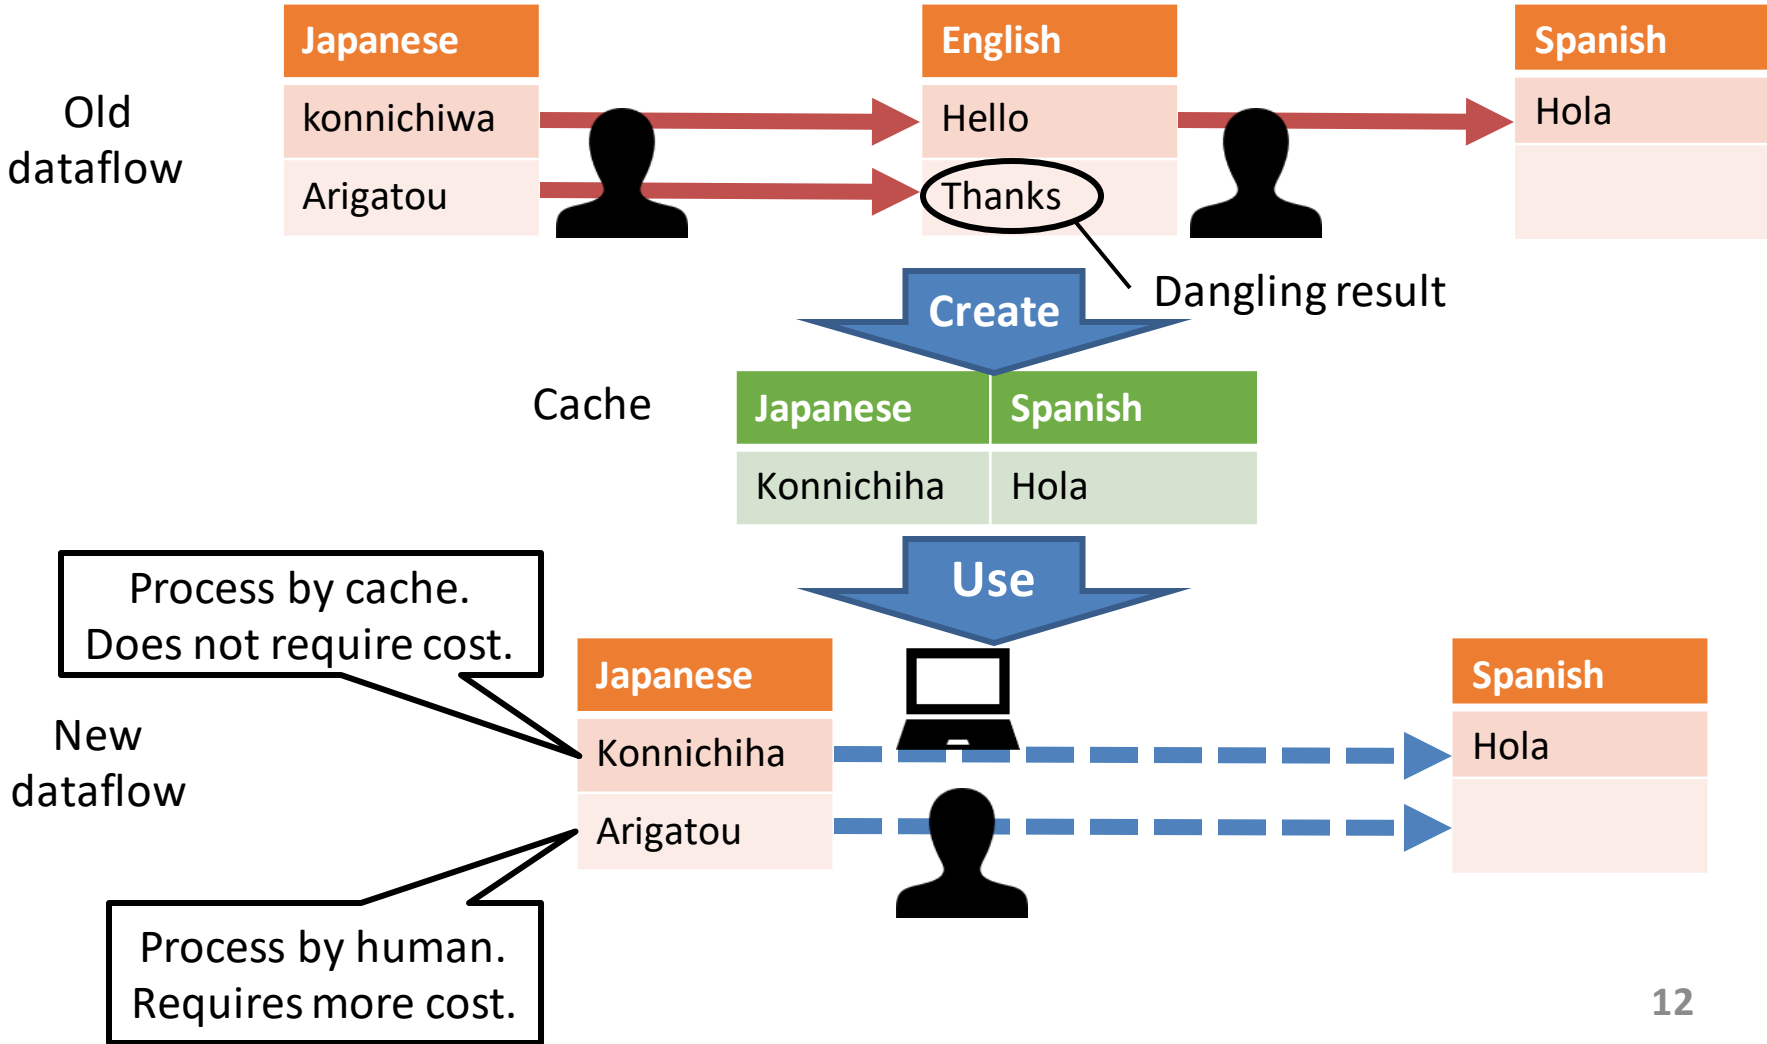 Japanese
English
Spanish
Old
dataflow
konnichiwa
Hello
Hola
Arigatou
Thanks
Dangling result
Create
Cache
Japanese
Spanish
Konnichiha
Hola
Use
Process by cache.
Does not require cost.
New
dataflow
Japanese
Spanish
Konnichiha
Hola
Arigatou
Process by human.
Requires more cost.
12